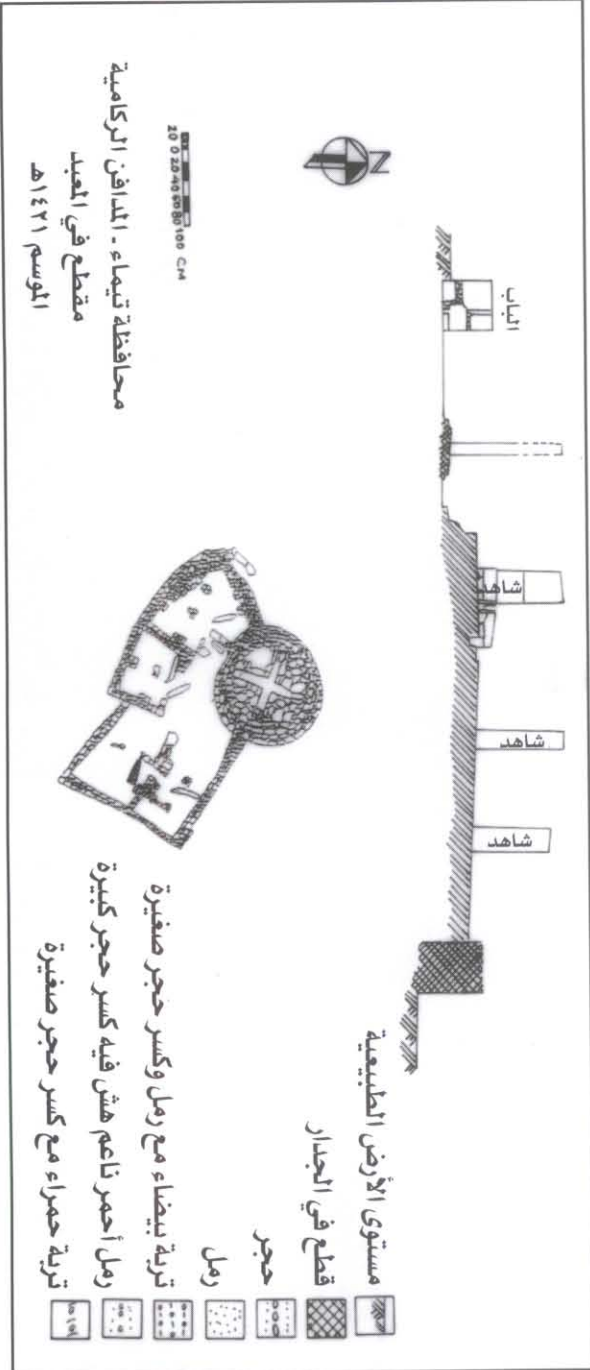 محافظة تيماء - المدافن الركامية
مقطع في المعبد
الموسم ١٤٢١هـ
20 0 20 40 60 80 100 CM
N
الباب
شاهد
شاهد
شاهد
مستوى الأرض الطبيعية
قطع في الجدار
حجر
رمل
تربة بيضاء مع رمل وكسر حجر صغيرة
رمل أحمر ناعم هش فيه كسر حجر كبيرة
تربة حمراء مع كسر حجر صغيرة